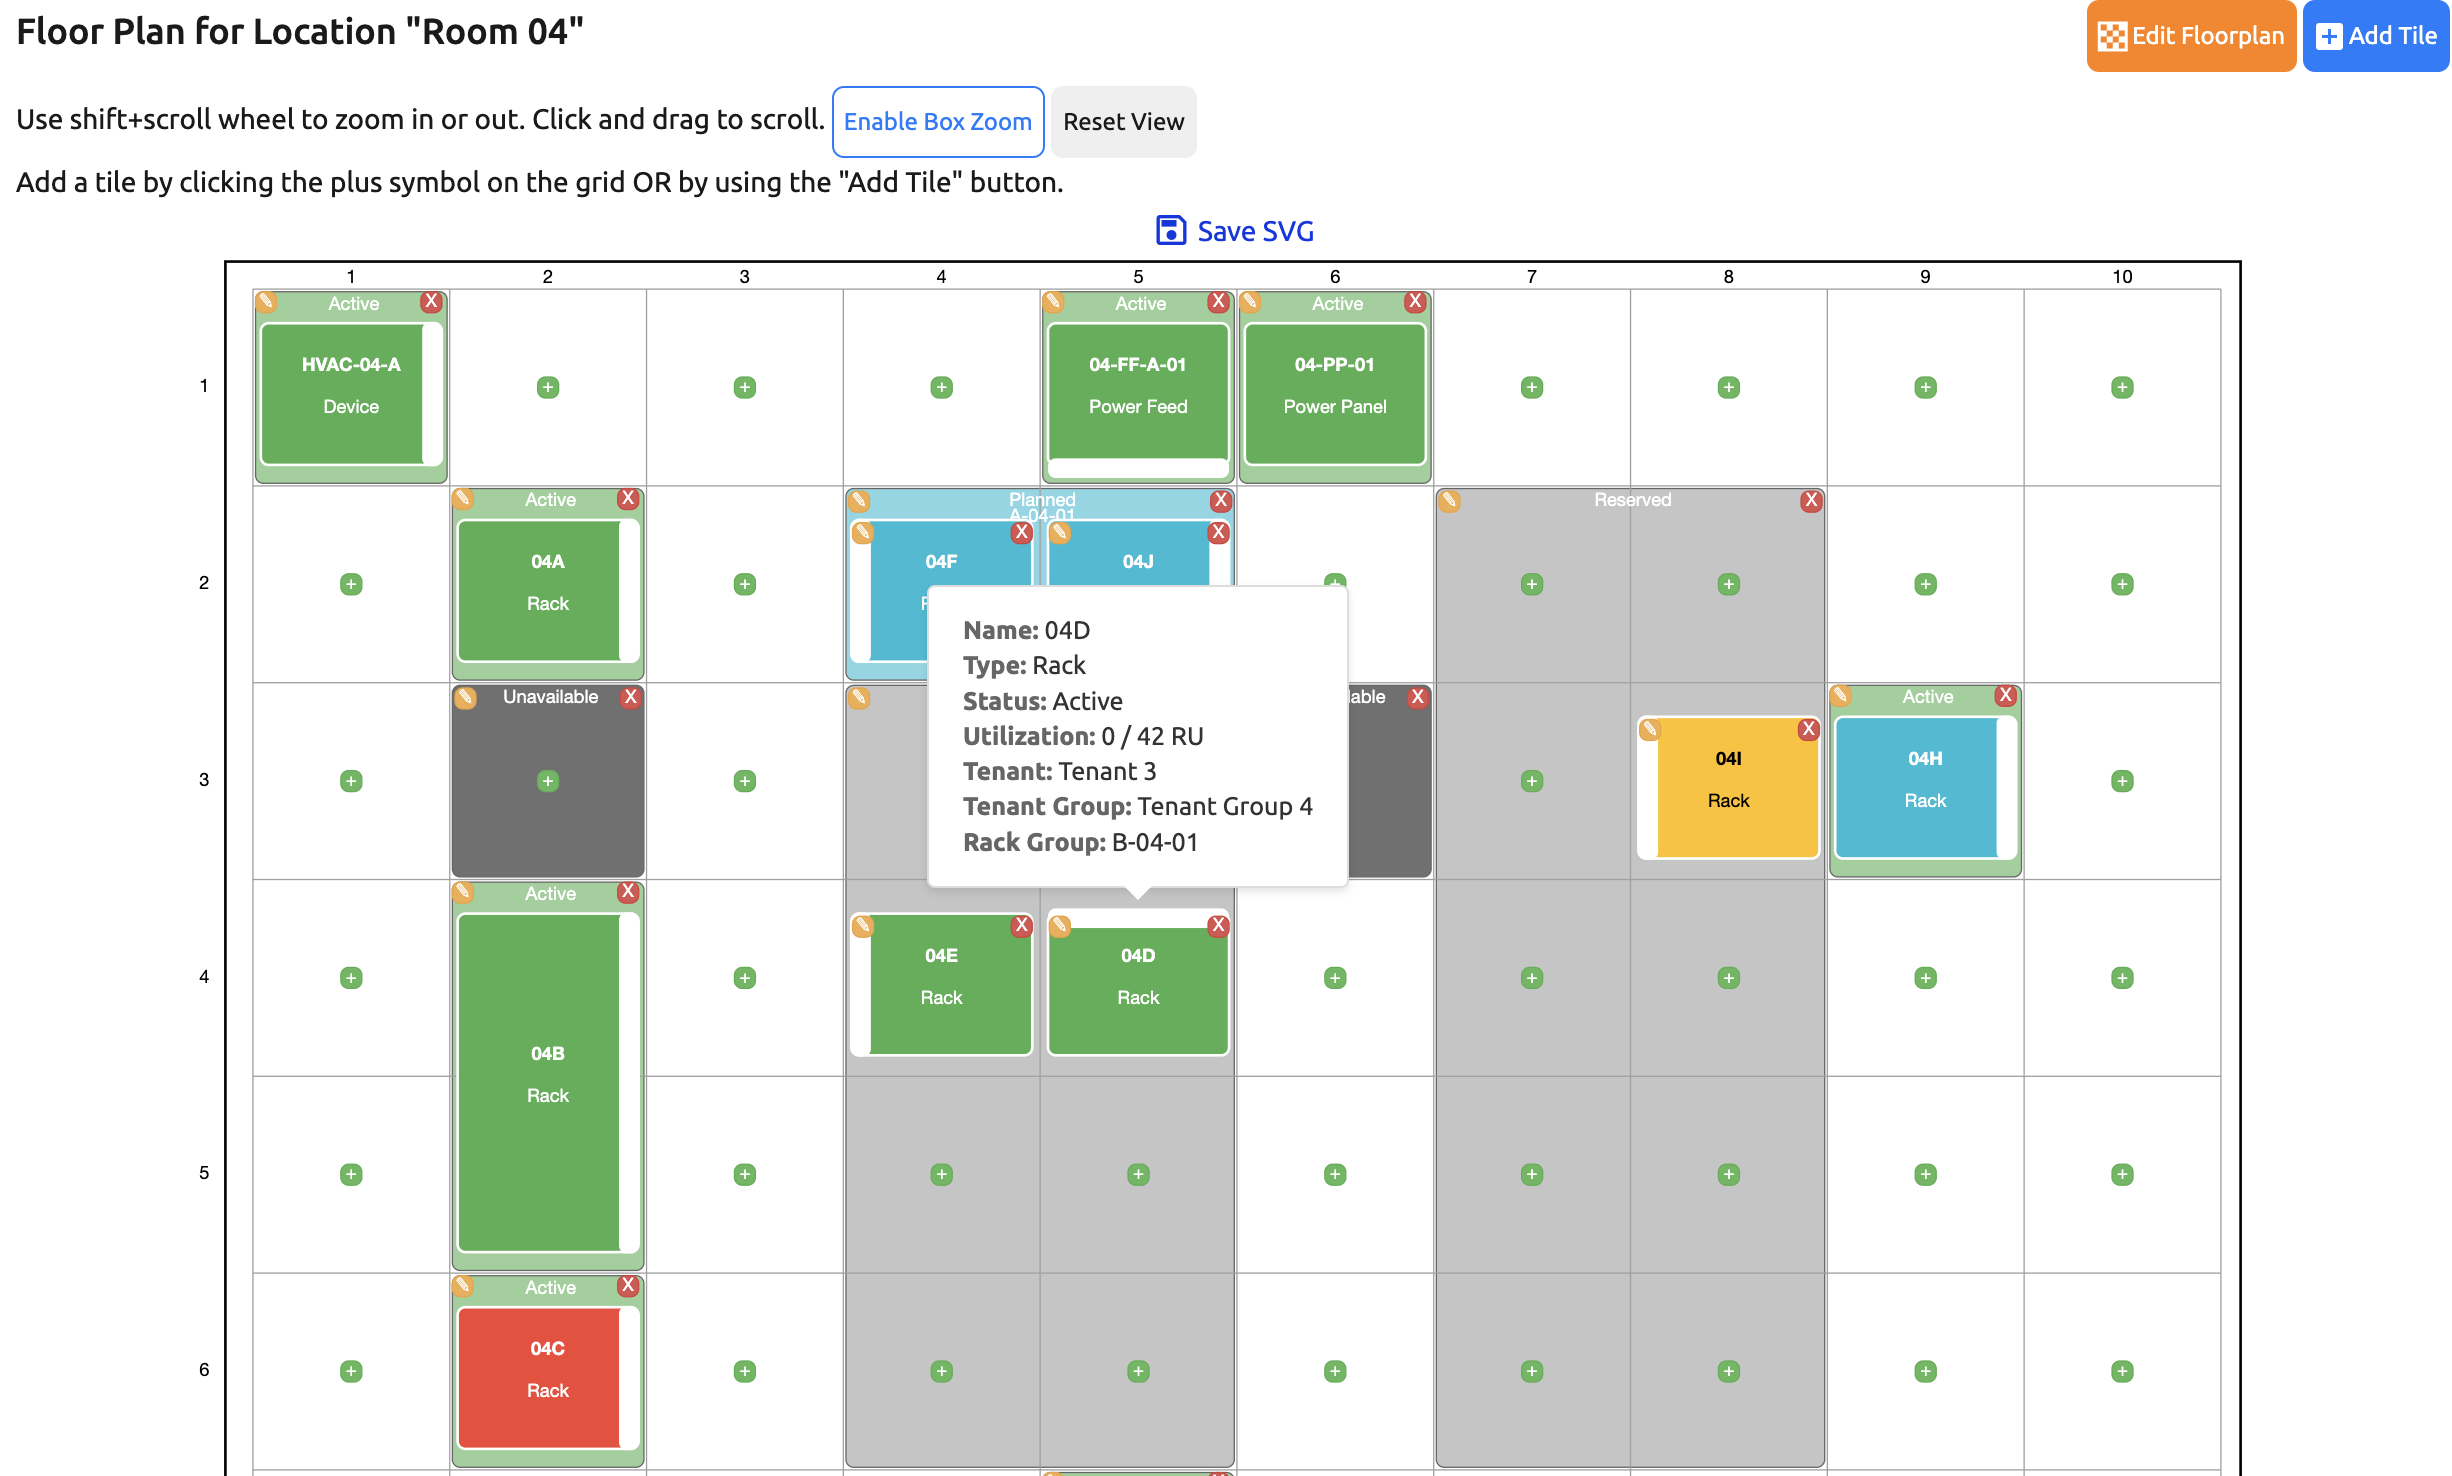 Floor Plan for Location "Room 04"
Edit Floorplan
Add Tile
Use shift+scroll wheel to zoom in or out. Click and drag to scroll.
Enable Box Zoom
Reset View
Add a tile by clicking the plus symbol on the grid OR by using the "Add Tile" button.
Save SVG
1 2 3 4 5 6 7 8 9 10
Active X
Active X
Active X
1
HVAC-04-A
Device
04-FF-A-01
Power Feed
04-PP-01
Power Panel
Active X
Planned X
A-04-01
Reserved X
2
04A
Rack
X
04F
X
04J
Name: 04D
Type: Rack
Status: Active
Utilization: 0 / 42 RU
Tenant: Tenant 3
Tenant Group: Tenant Group 4
Rack Group: B-04-01
Unavailable X
X
Active X
3
X
04I
Rack
04H
Rack
Active X
4
X
04E
Rack
X
04D
Rack
04B
Rack
5
Active X
6
04C
Rack